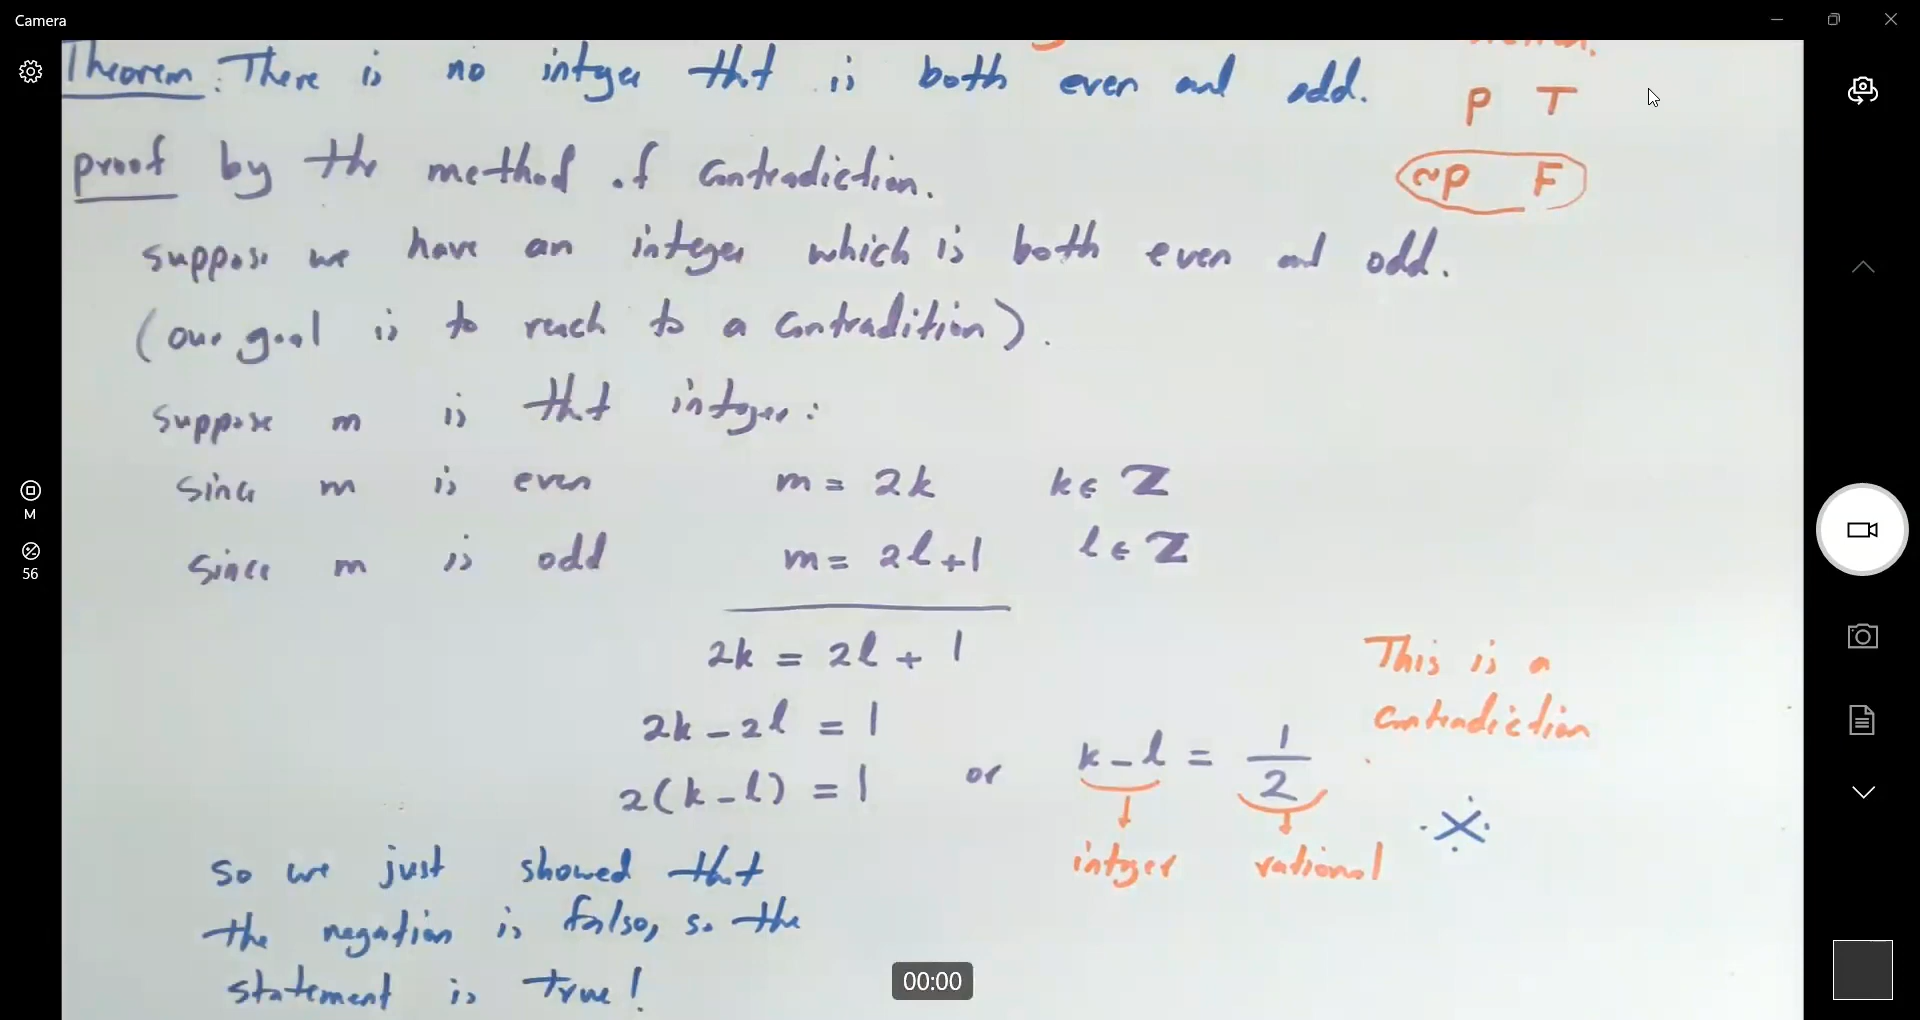 Camera
Theorem: There is no integer that is both even and odd.
P T
~P F
proof by the method of contradiction.
suppose we have an integer which is both even and odd.
(our goal is to reach to a contradition).
suppose m is that integer:
since m is even m = 2k k ∈ Z
since m is odd m = 2l+1 l ∈ Z
2k = 2l + 1
2k - 2l = 1
2(k-l) = 1 or k - l = 1/2
This is a
contradiction
integer rational
so we just showed that
the negation is false, so the
statement is true!
M
56
00:00